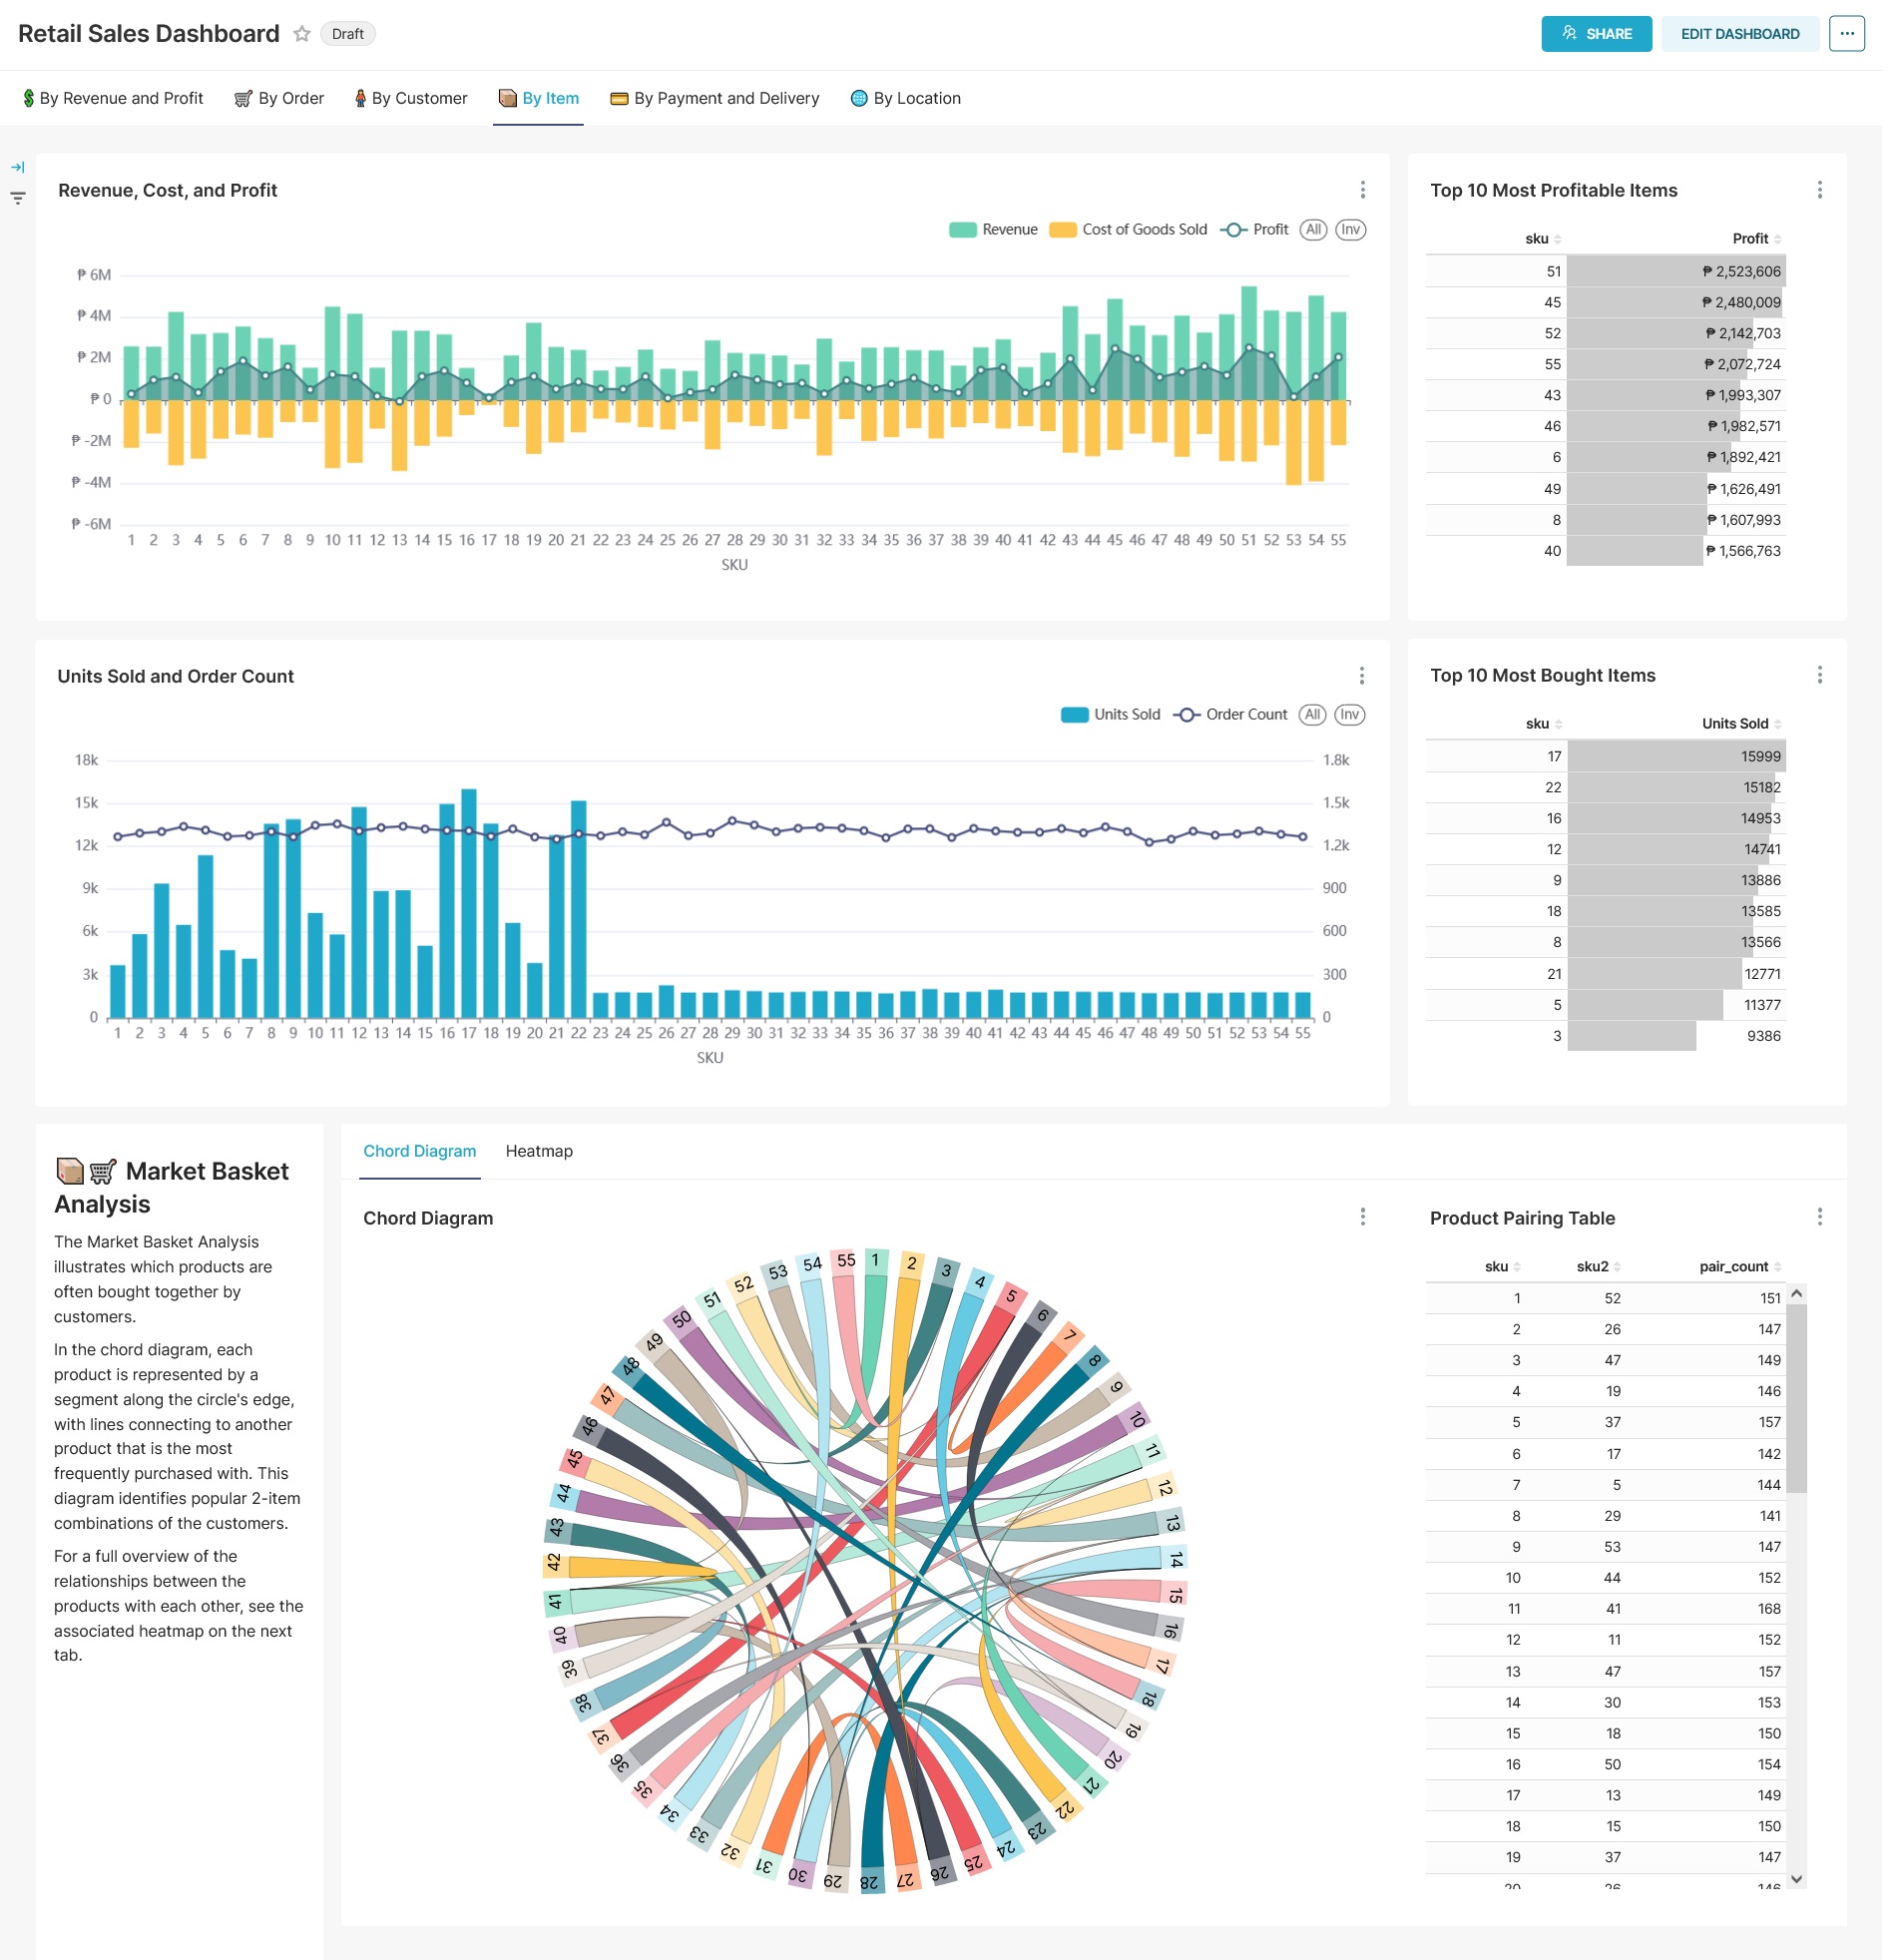 Retail Sales Dashboard Draft SHARE EDIT DASHBOARD ...
By Revenue and Profit By Order By Customer By Item By Payment and Delivery By Location
Revenue, Cost, and Profit
Revenue Cost of Goods Sold Profit All Inv
₱ 6M
₱ 4M
₱ 2M
₱ 0
₱ -2M
₱ -4M
₱ -6M
1 2 3 4 5 6 7 8 9 10 11 12 13 14 15 16 17 18 19 20 21 22 23 24 25 26 27 28 29 30 31 32 33 34 35 36 37 38 39 40 41 42 43 44 45 46 47 48 49 50 51 52 53 54 55
SKU
Top 10 Most Profitable Items
sku Profit
51 ₱ 2,523,606
45 ₱ 2,480,009
52 ₱ 2,142,703
55 ₱ 2,072,724
43 ₱ 1,993,307
46 ₱ 1,982,571
6 ₱ 1,892,421
49 ₱ 1,626,491
8 ₱ 1,607,993
40 ₱ 1,566,763
Units Sold and Order Count
Units Sold Order Count All Inv
18k 1.8k
15k 1.5k
12k 1.2k
9k 900
6k 600
3k 300
0 0
1 2 3 4 5 6 7 8 9 10 11 12 13 14 15 16 17 18 19 20 21 22 23 24 25 26 27 28 29 30 31 32 33 34 35 36 37 38 39 40 41 42 43 44 45 46 47 48 49 50 51 52 53 54 55
SKU
Top 10 Most Bought Items
sku Units Sold
17 15999
22 15182
16 14953
12 14741
9 13886
18 13585
8 13566
21 12771
5 11377
3 9386
Market Basket
Analysis
The Market Basket Analysis
illustrates which products are
often bought together by
customers.
In the chord diagram, each
product is represented by a
segment along the circle's edge,
with lines connecting to another
product that is the most
frequently purchased with. This
diagram identifies popular 2-item
combinations of the customers.
For a full overview of the
relationships between the
products with each other, see the
associated heatmap on the next
tab.
Chord Diagram Heatmap
Chord Diagram
1 2 3 4 5 6 7 8 9 10 11 12 13 14 15 16 17 18 19 20 21 22 23 24 25 26 27 28 29 30 31 32 33 34 35 36 37 38 39 40 41 42 43 44 45 46 47 48 49 50 51 52 53 54 55
Product Pairing Table
sku sku2 pair_count
1 52 151
2 26 147
3 47 149
4 19 146
5 37 157
6 17 142
7 5 144
8 29 141
9 53 147
10 44 152
11 41 168
12 11 152
13 47 157
14 30 153
15 18 150
16 50 154
17 13 149
18 15 150
19 37 147
20 26 146